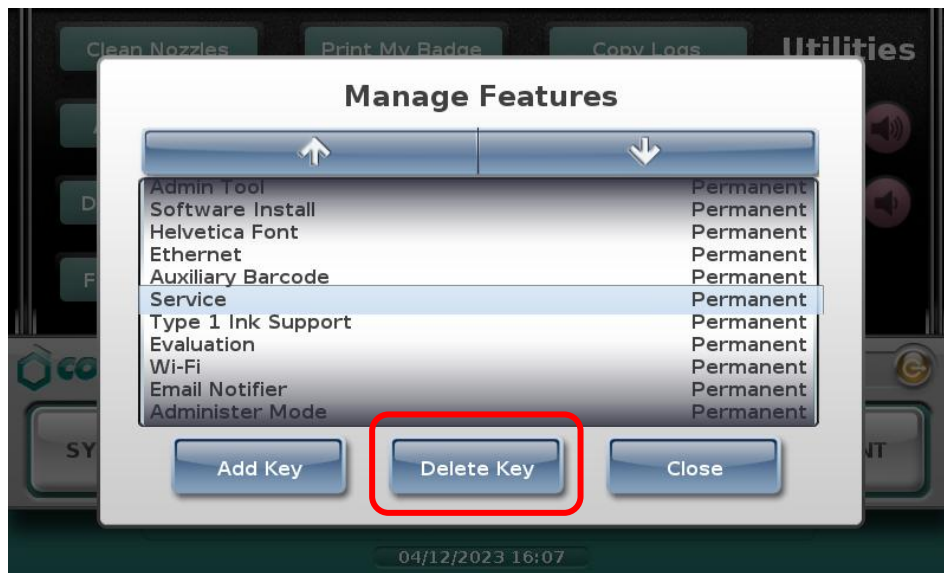 Clean Nozzles Print My Badge Copy Logs Utilities
Manage Features
Admin Tool Permanent
Software Install Permanent
Helvetica Font Permanent
Ethernet Permanent
Auxiliary Barcode Permanent
Service Permanent
Type 1 Ink Support Permanent
Evaluation Permanent
Wi-Fi Permanent
Email Notifier Permanent
Administer Mode Permanent
Add Key Delete Key Close
04/12/2023 16:07